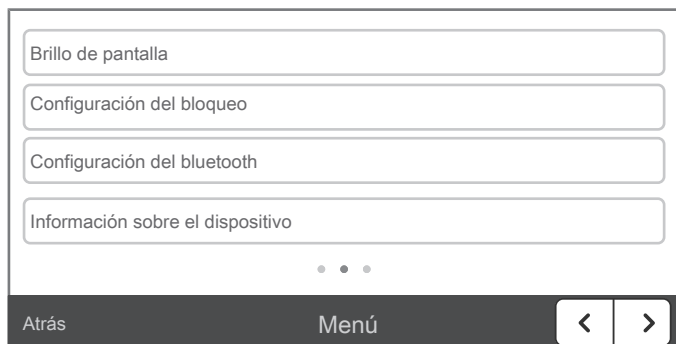 Brillo de pantalla
Configuración del bloqueo
Configuración del bluetooth
Información sobre el dispositivo
Atrás
Menú